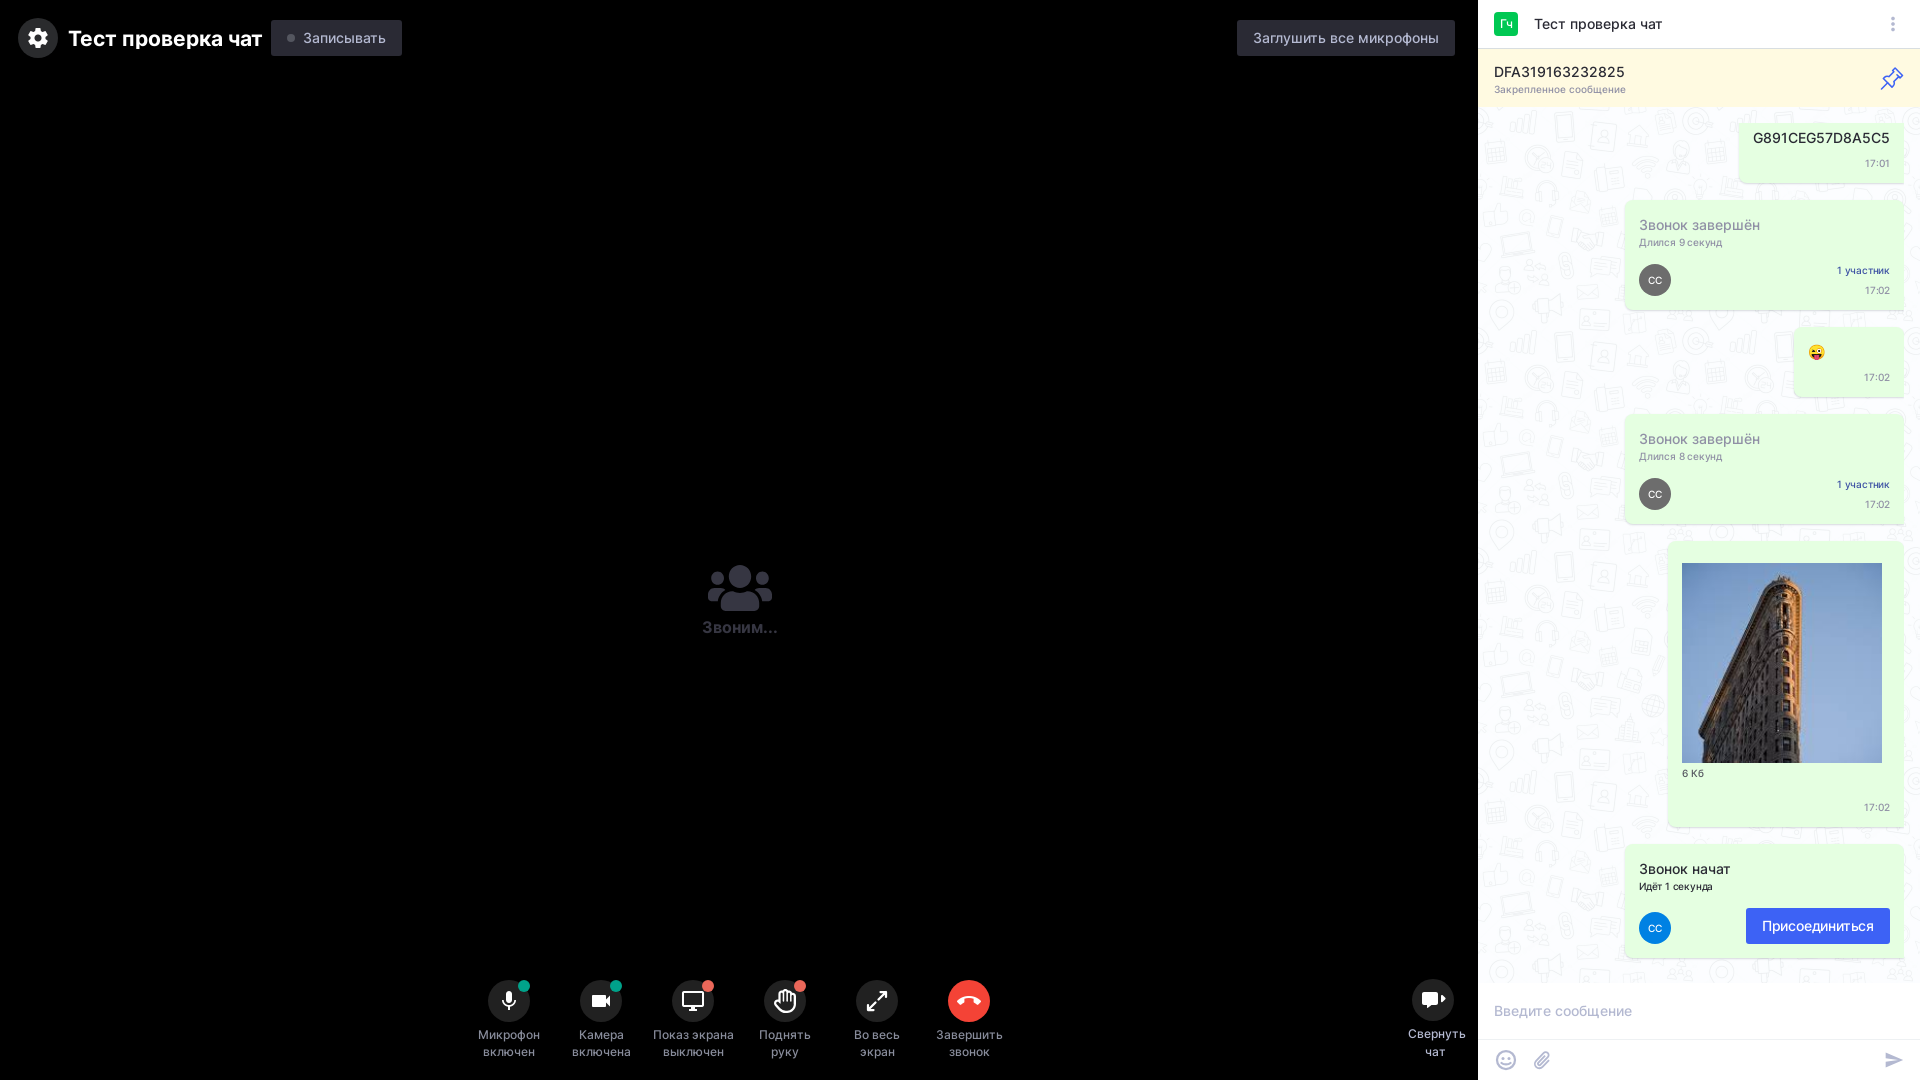 Тест проверка чат
Записывать
Заглушить все микрофоны
Звоним...
Микрофон
включен
Камера
включена
Показ экрана
выключен
Поднять
руку
Во весь
экран
Завершить
звонок
Свернуть
чат
Гч
Тест проверка чат
DFA319163232825
Закрепленное сообщение
G891CEG57D8A5C5
17:01
Звонок завершён
Длился 9 секунд
СС
1 участник
17:02
17:02
Звонок завершён
Длился 8 секунд
СС
1 участник
17:02
6 Кб
17:02
Звонок начат
Идёт 1 секунда
СС
Присоединиться
Введите сообщение